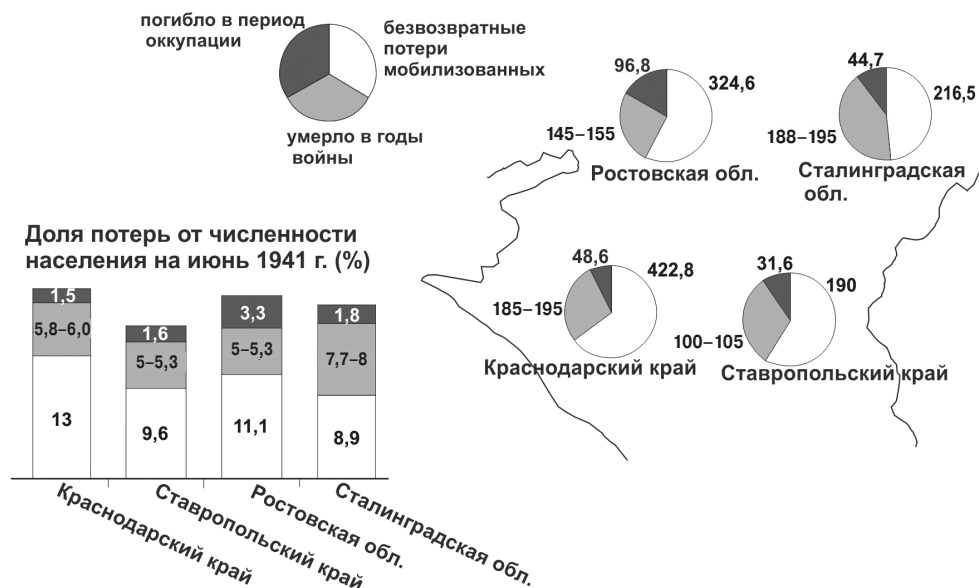 погибло в период
оккупации
безвозвратные
потери
мобилизованных
умерло в годы
войны
96,8
324,6
145–155
Ростовская обл.
44,7
216,5
188–195
Сталинградская
обл.
48,6
422,8
185–195
Краснодарский край
31,6
190
100–105
Ставропольский край
Доля потерь от численности
населения на июнь 1941 г. (%)
1,5
5,8–6,0
13
1,6
5–5,3
9,6
3,3
5–5,3
11,1
1,8
7,7–8
8,9
Краснодарский край
Ставропольский край
Ростовская обл.
Сталинградская обл.